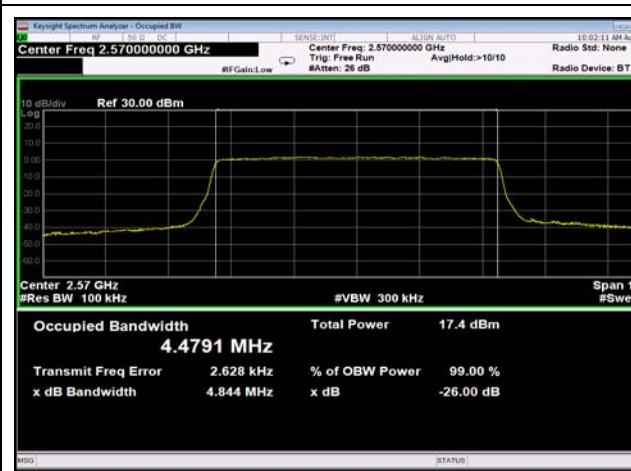 Keysight Spectrum Analyzer - Occupied BW
RF 50 Ω DC SENSE:INT ALIGN AUTO 10:02:11 AM
Center Freq 2.570000000 GHz Center Freq: 2.570000000 GHz Radio Std: None
Trig: Free Run Avg|Hold:>10/10
#IFGain:Low #Atten: 26 dB Radio Device: BT
10 dB/div Ref 30.00 dBm
Log
20.0
10.0
0.00
-10.0
-20.0
-30.0
-40.0
-50.0
-60.0
Center 2.57 GHz Span
#Res BW 100 kHz #VBW 300 kHz
Occupied Bandwidth Total Power 17.4 dBm
4.4791 MHz
Transmit Freq Error 2.628 kHz % of OBW Power 99.00 %
x dB Bandwidth 4.844 MHz x dB -26.00 dB
MSG STATUS